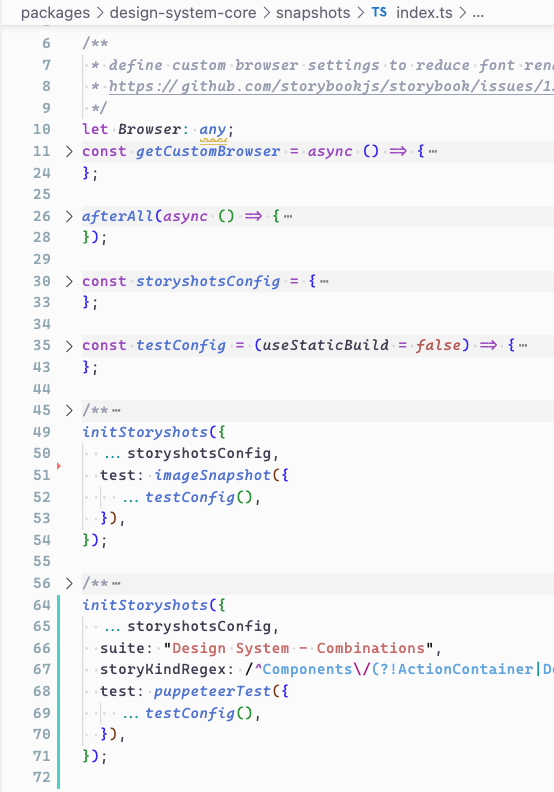 packages > design-system-core > snapshots > TS index.ts > ...
6 /**
7 * define custom browser settings to reduce font ren
8 * https://github.com/storybookjs/storybook/issues/1
9 */
10 let Browser: any;
11 const getCustomBrowser = async () => {…
24 };
25
26 afterAll(async () => {…
28 });
29
30 const storyshotsConfig = {…
33 };
34
35 const testConfig = (useStaticBuild = false) => {…
43 };
44
45 /**…
49 initStoryshots({
50 ...storyshotsConfig,
51 test: imageSnapshot({
52 ...testConfig(),
53 }),
54 });
55
56 /**…
64 initStoryshots({
65 ...storyshotsConfig,
66 suite: "Design System - Combinations",
67 storyKindRegex: /^Components\/(?!ActionContainer|D
68 test: puppeteerTest({
69 ...testConfig(),
70 }),
71 });
72